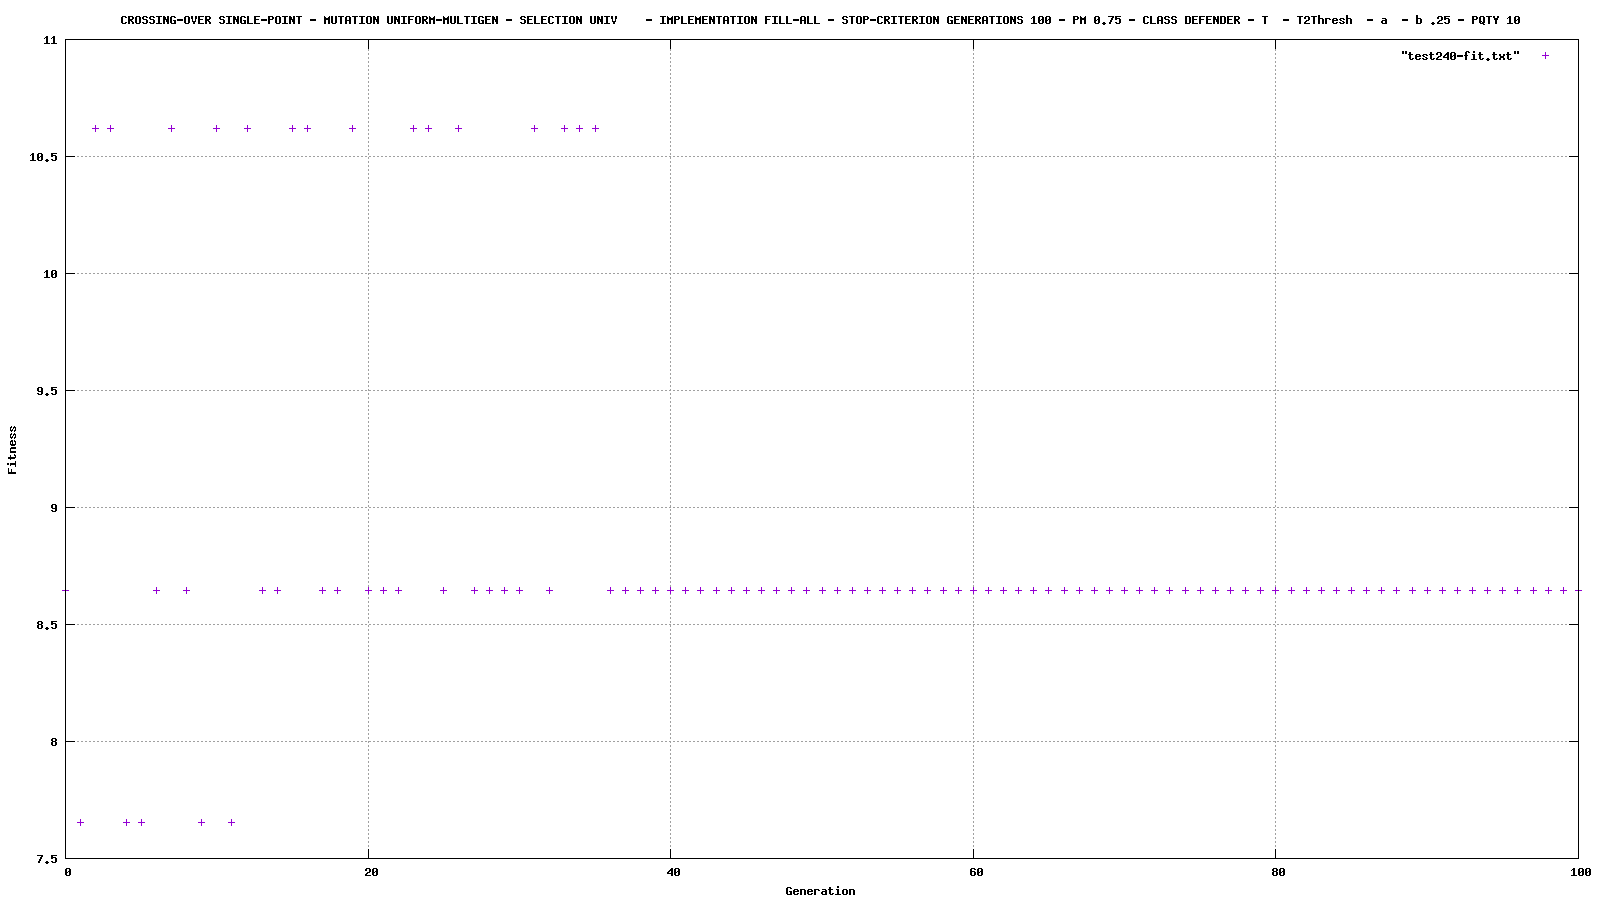 CROSSING-OVER SINGLE-POINT - MUTATION UNIFORM-MULTIGEN - SELECTION UNIV    - IMPLEMENTATION FILL-ALL - STOP-CRITERION GENERATIONS 100 - PM 0.75 - CLASS DEFENDER - T  - T2Thresh  - a  - b .25 - PQTY 10
"test240-fit.txt"
11
10.5
10
9.5
9
8.5
8
7.5
Fitness
0 20 40 60 80 100
Generation